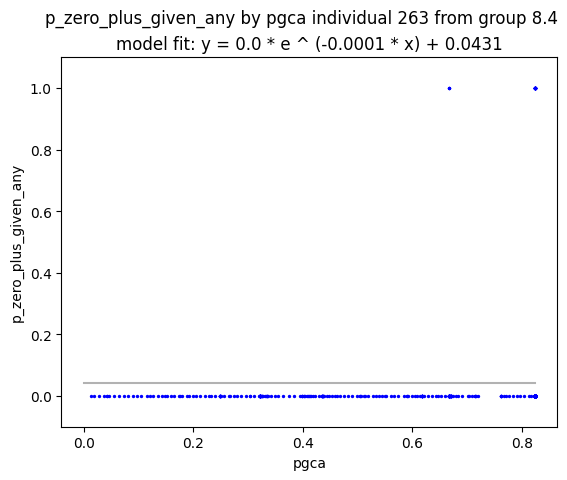 p_zero_plus_given_any by pgca individual 263 from group 8.4
model fit: y = 0.0 * e ^ (-0.0001 * x) + 0.0431
1.0
0.8
0.6
0.4
0.2
0.0
p_zero_plus_given_any
0.0 0.2 0.4 0.6 0.8
pgca